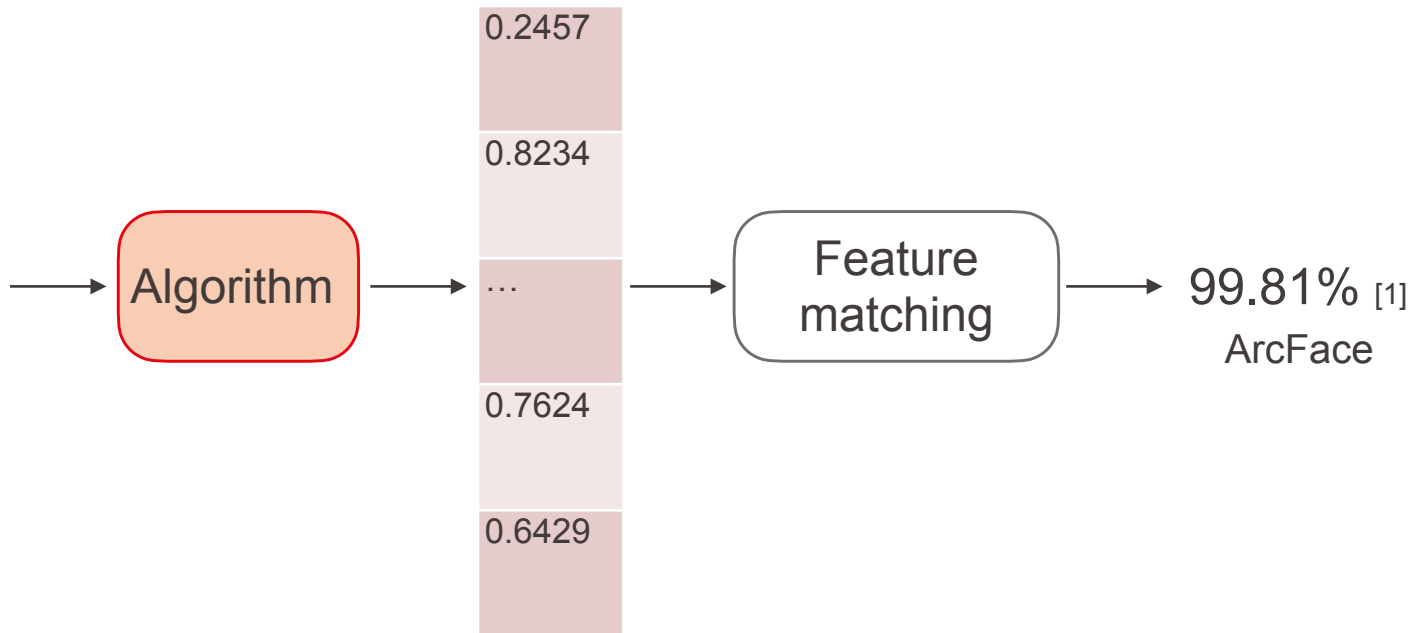 0.2457
0.8234
Algorithm
…
0.7624
0.6429
Feature
matching
99.81% [1]
ArcFace